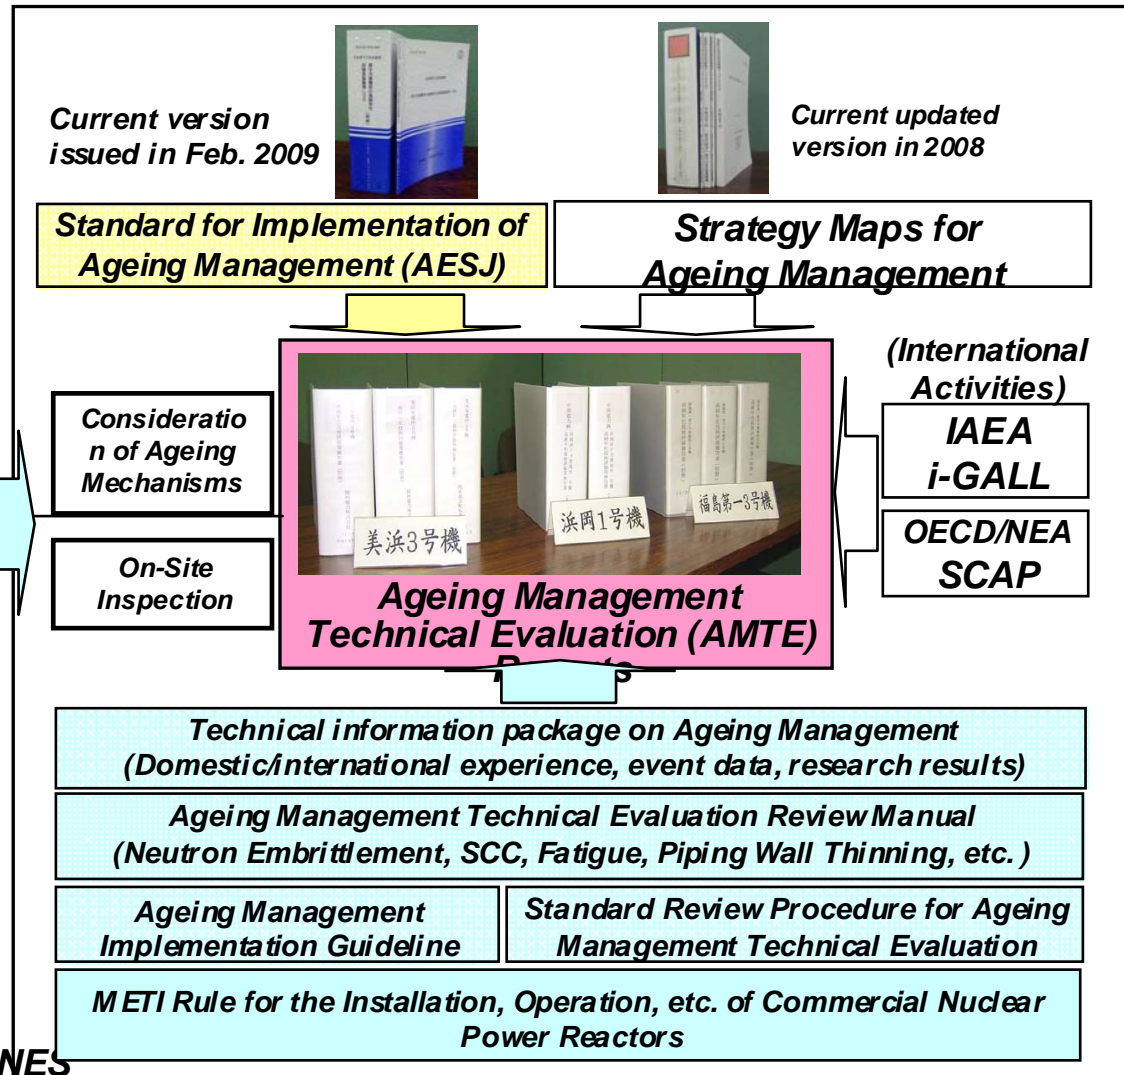 Current version
issued in Feb. 2009
Current updated
version in 2008
Standard for Implementation of
Ageing Management (AESJ)
Strategy Maps for
Ageing Management
(International
Activities)
IAEA
i-GALL
OECD/NEA
SCAP
Consideratio
n of Ageing
Mechanisms
On-Site
Inspection
美浜3号機
浜岡1号機
福島第一3号機
Ageing Management
Technical Evaluation (AMTE)
Technical information package on Ageing Management
(Domestic/international experience, event data, research results)
Ageing Management Technical Evaluation Review Manual
(Neutron Embrittlement, SCC, Fatigue, Piping Wall Thinning, etc. )
Ageing Management
Implementation Guideline
Standard Review Procedure for Ageing
Management Technical Evaluation
METI Rule for the Installation, Operation, etc. of Commercial Nuclear
Power Reactors
NES